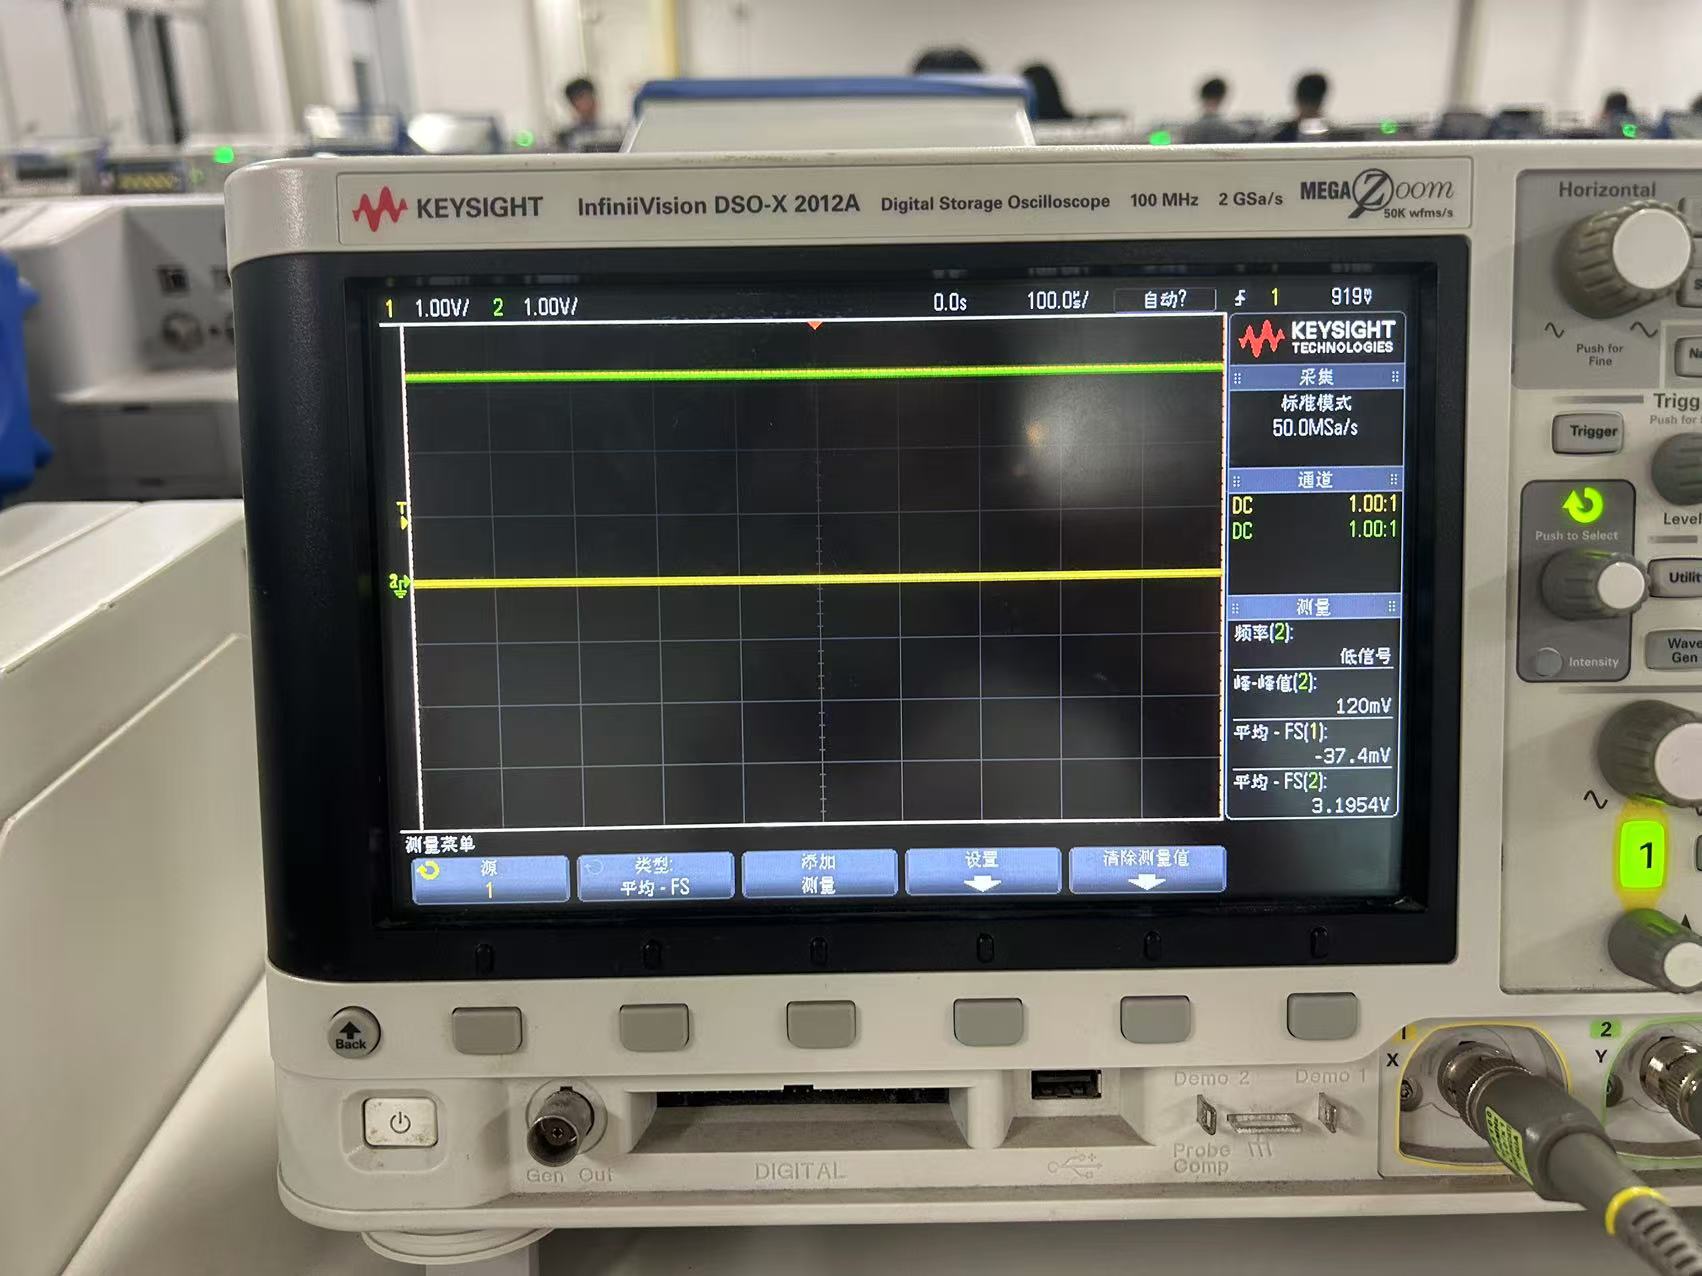 KEYSIGHT InfiniiVision DSO-X 2012A Digital Storage Oscilloscope 100 MHz 2 GSa/s MEGA Zoom
50K wfms/s
Horizontal
Push for
Fine
1 1.00V/ 2 1.00V/ 0.0s 100.0us/ 自动? 1 919V
KEYSIGHT
TECHNOLOGIES
采集
标准模式
50.0MSa/s
通道
DC 1.00:1
DC 1.00:1
测量
频率(2):
低信号
峰-峰值(2):
120mV
平均 - FS(1):
-37.4mV
平均 - FS(2):
3.1954V
T
2
测量菜单
源
1
类型:
平均 - FS
添加
测量
设置
清除测量值
Trigger
Level
Push to Select
Intensity
Wave
Gen
1
Back
Gen Out
DIGITAL
Demo 2 Demo 1
Probe
Comp
1
X
2
Y